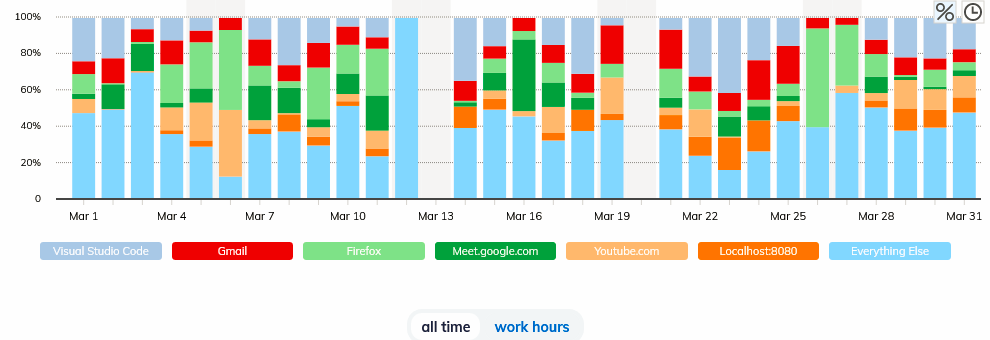 100%
80%
60%
40%
20%
0
Mar 1 Mar 4 Mar 7 Mar 10 Mar 13 Mar 16 Mar 19 Mar 22 Mar 25 Mar 28 Mar 31
Visual Studio Code Gmail Firefox Meet.google.com Youtube.com Localhost:8080 Everything Else
all time work hours